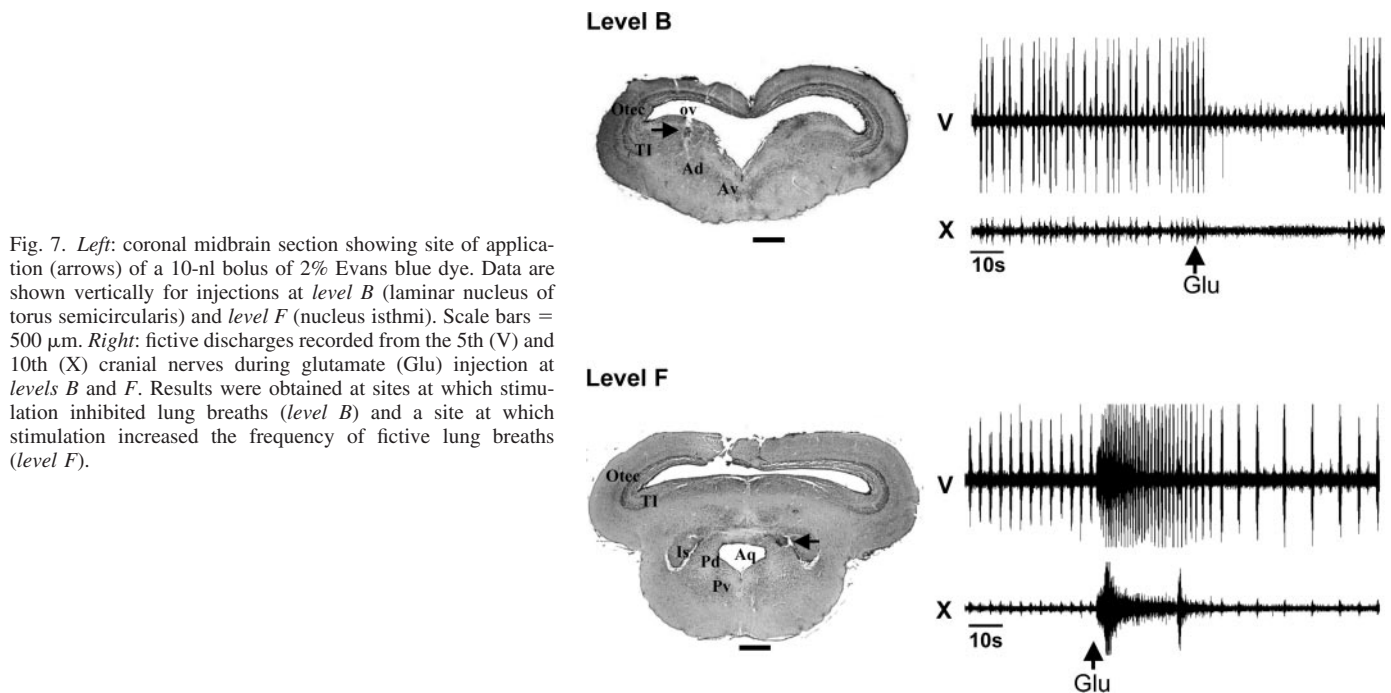 Fig. 7. Left: coronal midbrain section showing site of applica-
tion (arrows) of a 10-nl bolus of 2% Evans blue dye. Data are
shown vertically for injections at level B (laminar nucleus of
torus semicircularis) and level F (nucleus isthmi). Scale bars =
500 μm. Right: fictive discharges recorded from the 5th (V) and
10th (X) cranial nerves during glutamate (Glu) injection at
levels B and F. Results were obtained at sites at which stimu-
lation inhibited lung breaths (level B) and a site at which
stimulation increased the frequency of fictive lung breaths
(level F).
Level B
Otec
ov
TI
Ad
Av
V
X
10s
Glu
Level F
Otec
TI
Is
Pd
Aq
Pv
V
X
10s
Glu